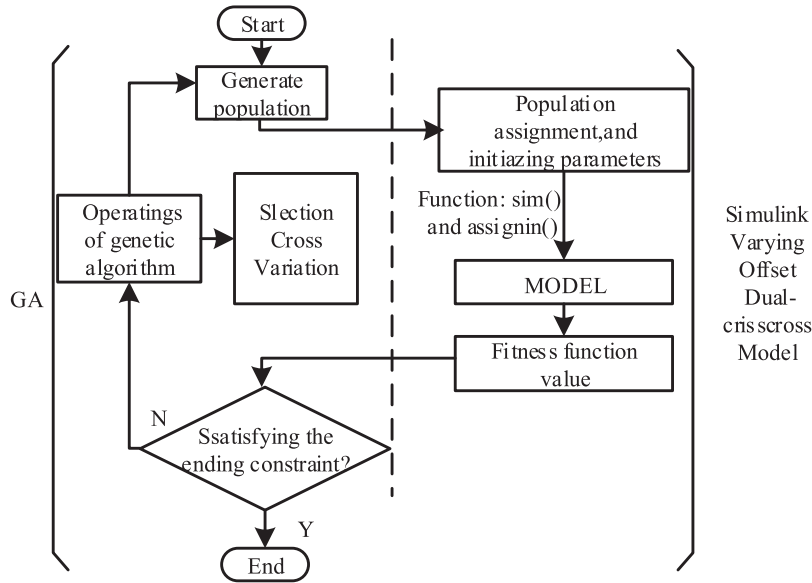 Start
Generate
population
Population
assignment,and
initiazing parameters
Function: sim()
and assignin()
Operatings
of genetic
algorithm
Slection
Cross
Variation
MODEL
Fitness function
value
GA
Simulink
Varying
Offset
Dual-
crisscross
Model
N
Ssatisfying the
ending constraint?
Y
End